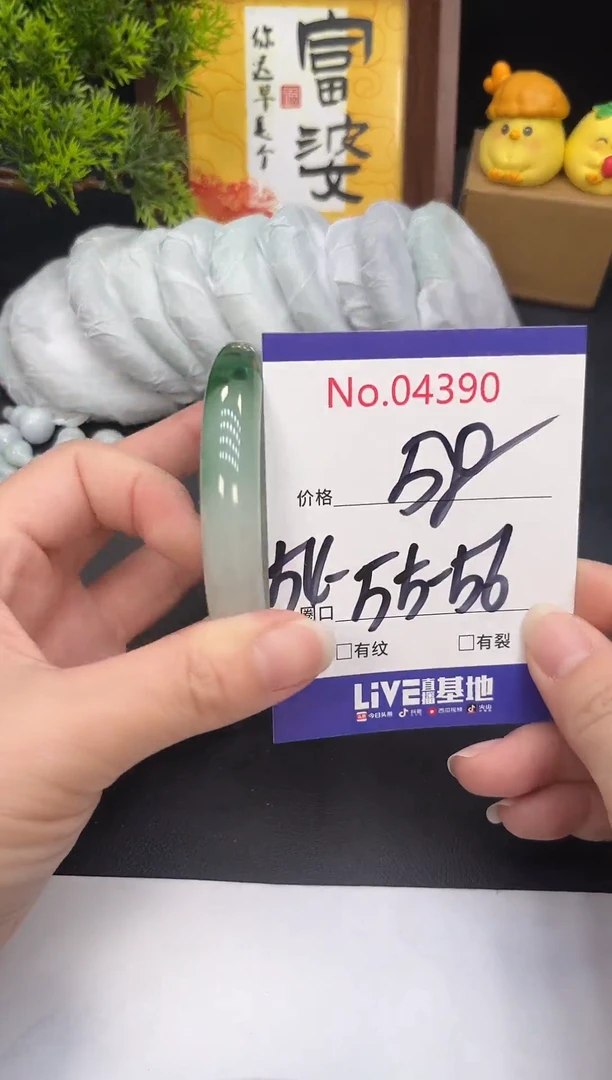 富婆
你迟早是个
No.04390
价格 58
圈口 54-55-56
□有纹 □有裂
LiVE直播基地
今日头条 抖音 西瓜视频 火山